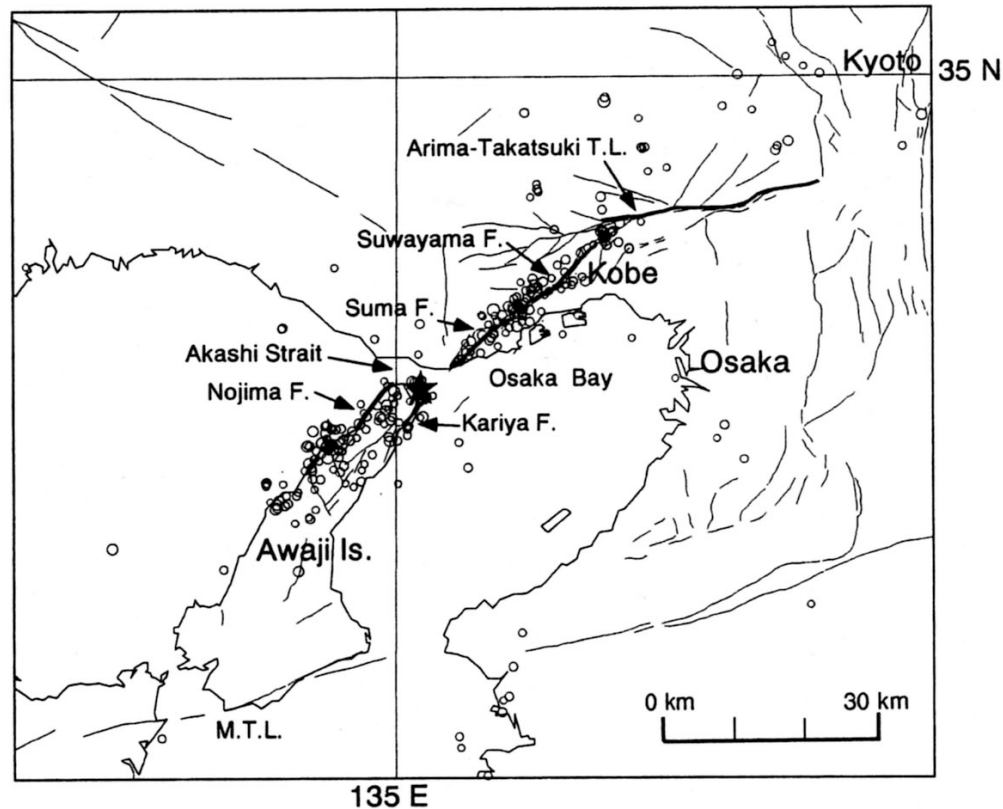 Kyoto
35 N
Arima-Takatsuki T.L.
Suwayama F.
Kobe
Suma F.
Akashi Strait
Osaka Bay
Osaka
Nojima F.
Kariya F.
Awaji Is.
0 km
30 km
M.T.L.
135 E